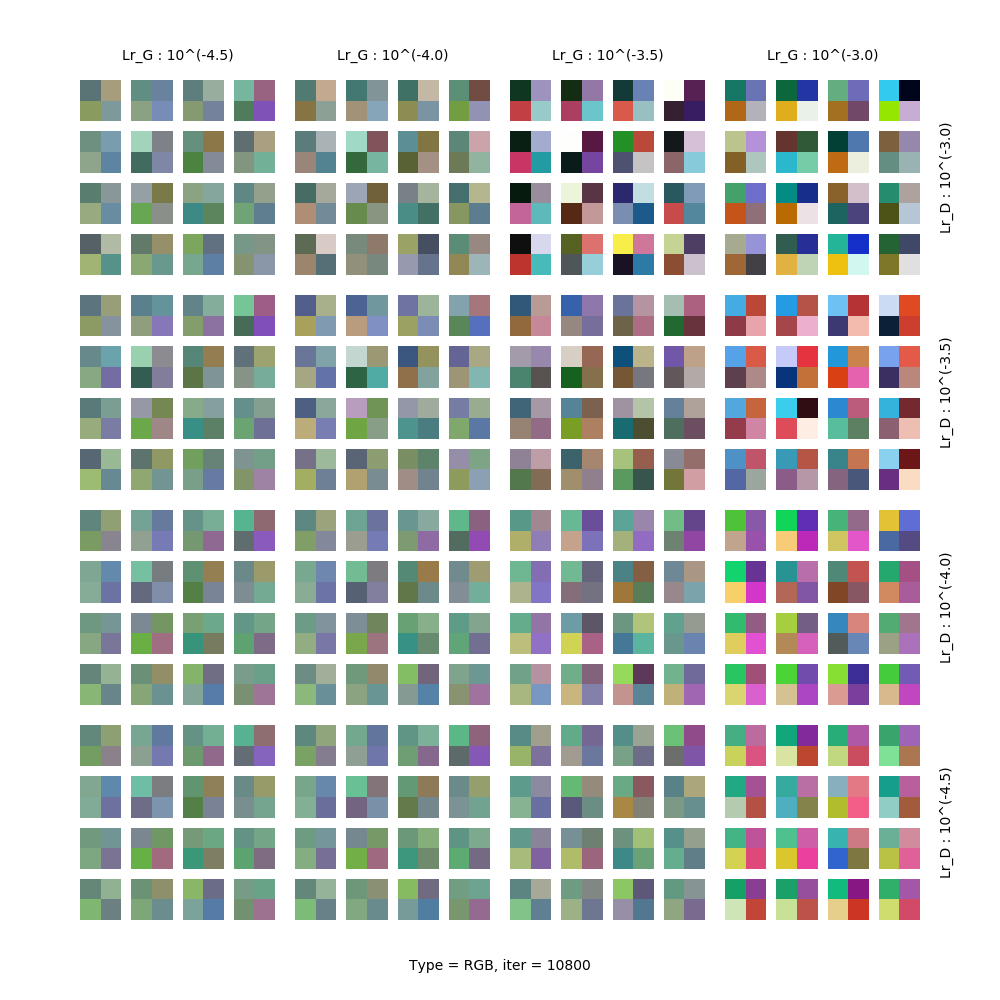 Lr_G : 10^(-4.5)
Lr_G : 10^(-4.0)
Lr_G : 10^(-3.5)
Lr_G : 10^(-3.0)
Lr_D : 10^(-3.0)
Lr_D : 10^(-3.5)
Lr_D : 10^(-4.0)
Lr_D : 10^(-4.5)
Type = RGB, iter = 10800